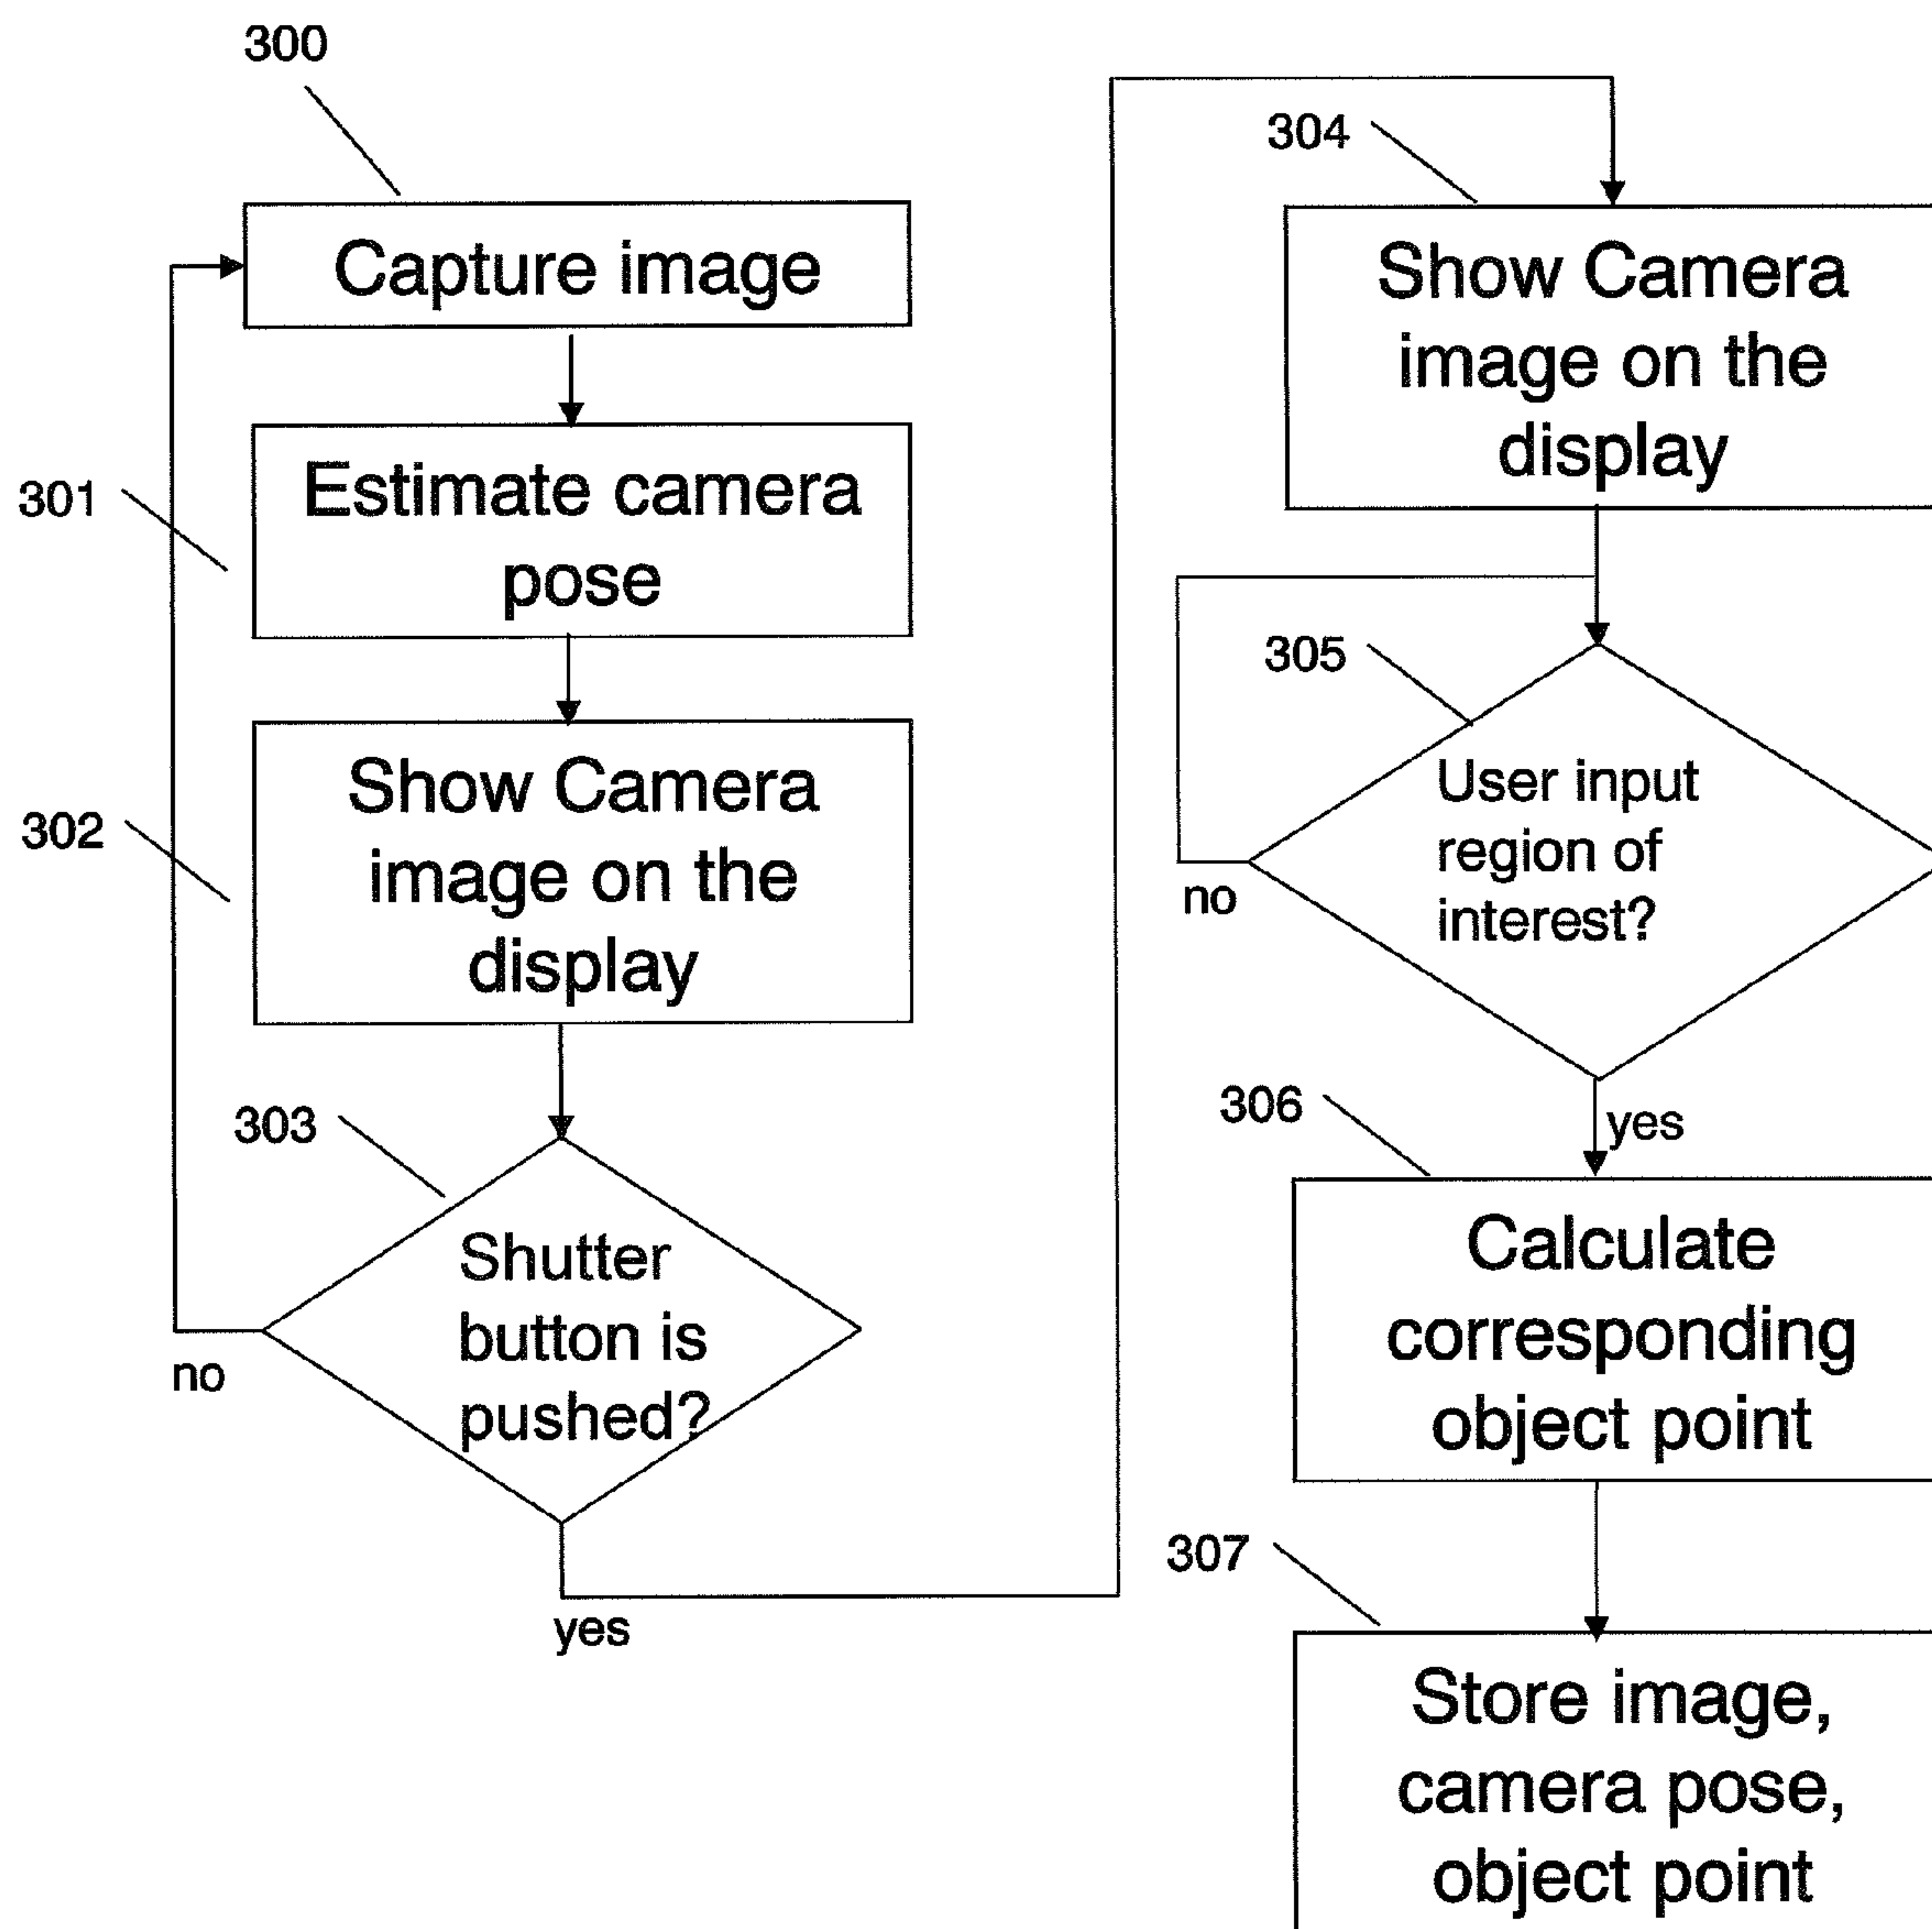 300
Capture image
301
Estimate camera
pose
302
Show Camera
image on the
display
303
Shutter
button is
pushed?
no
yes
304
Show Camera
image on the
display
305
User input
region of
interest?
no
yes
306
Calculate
corresponding
object point
307
Store image,
camera pose,
object point